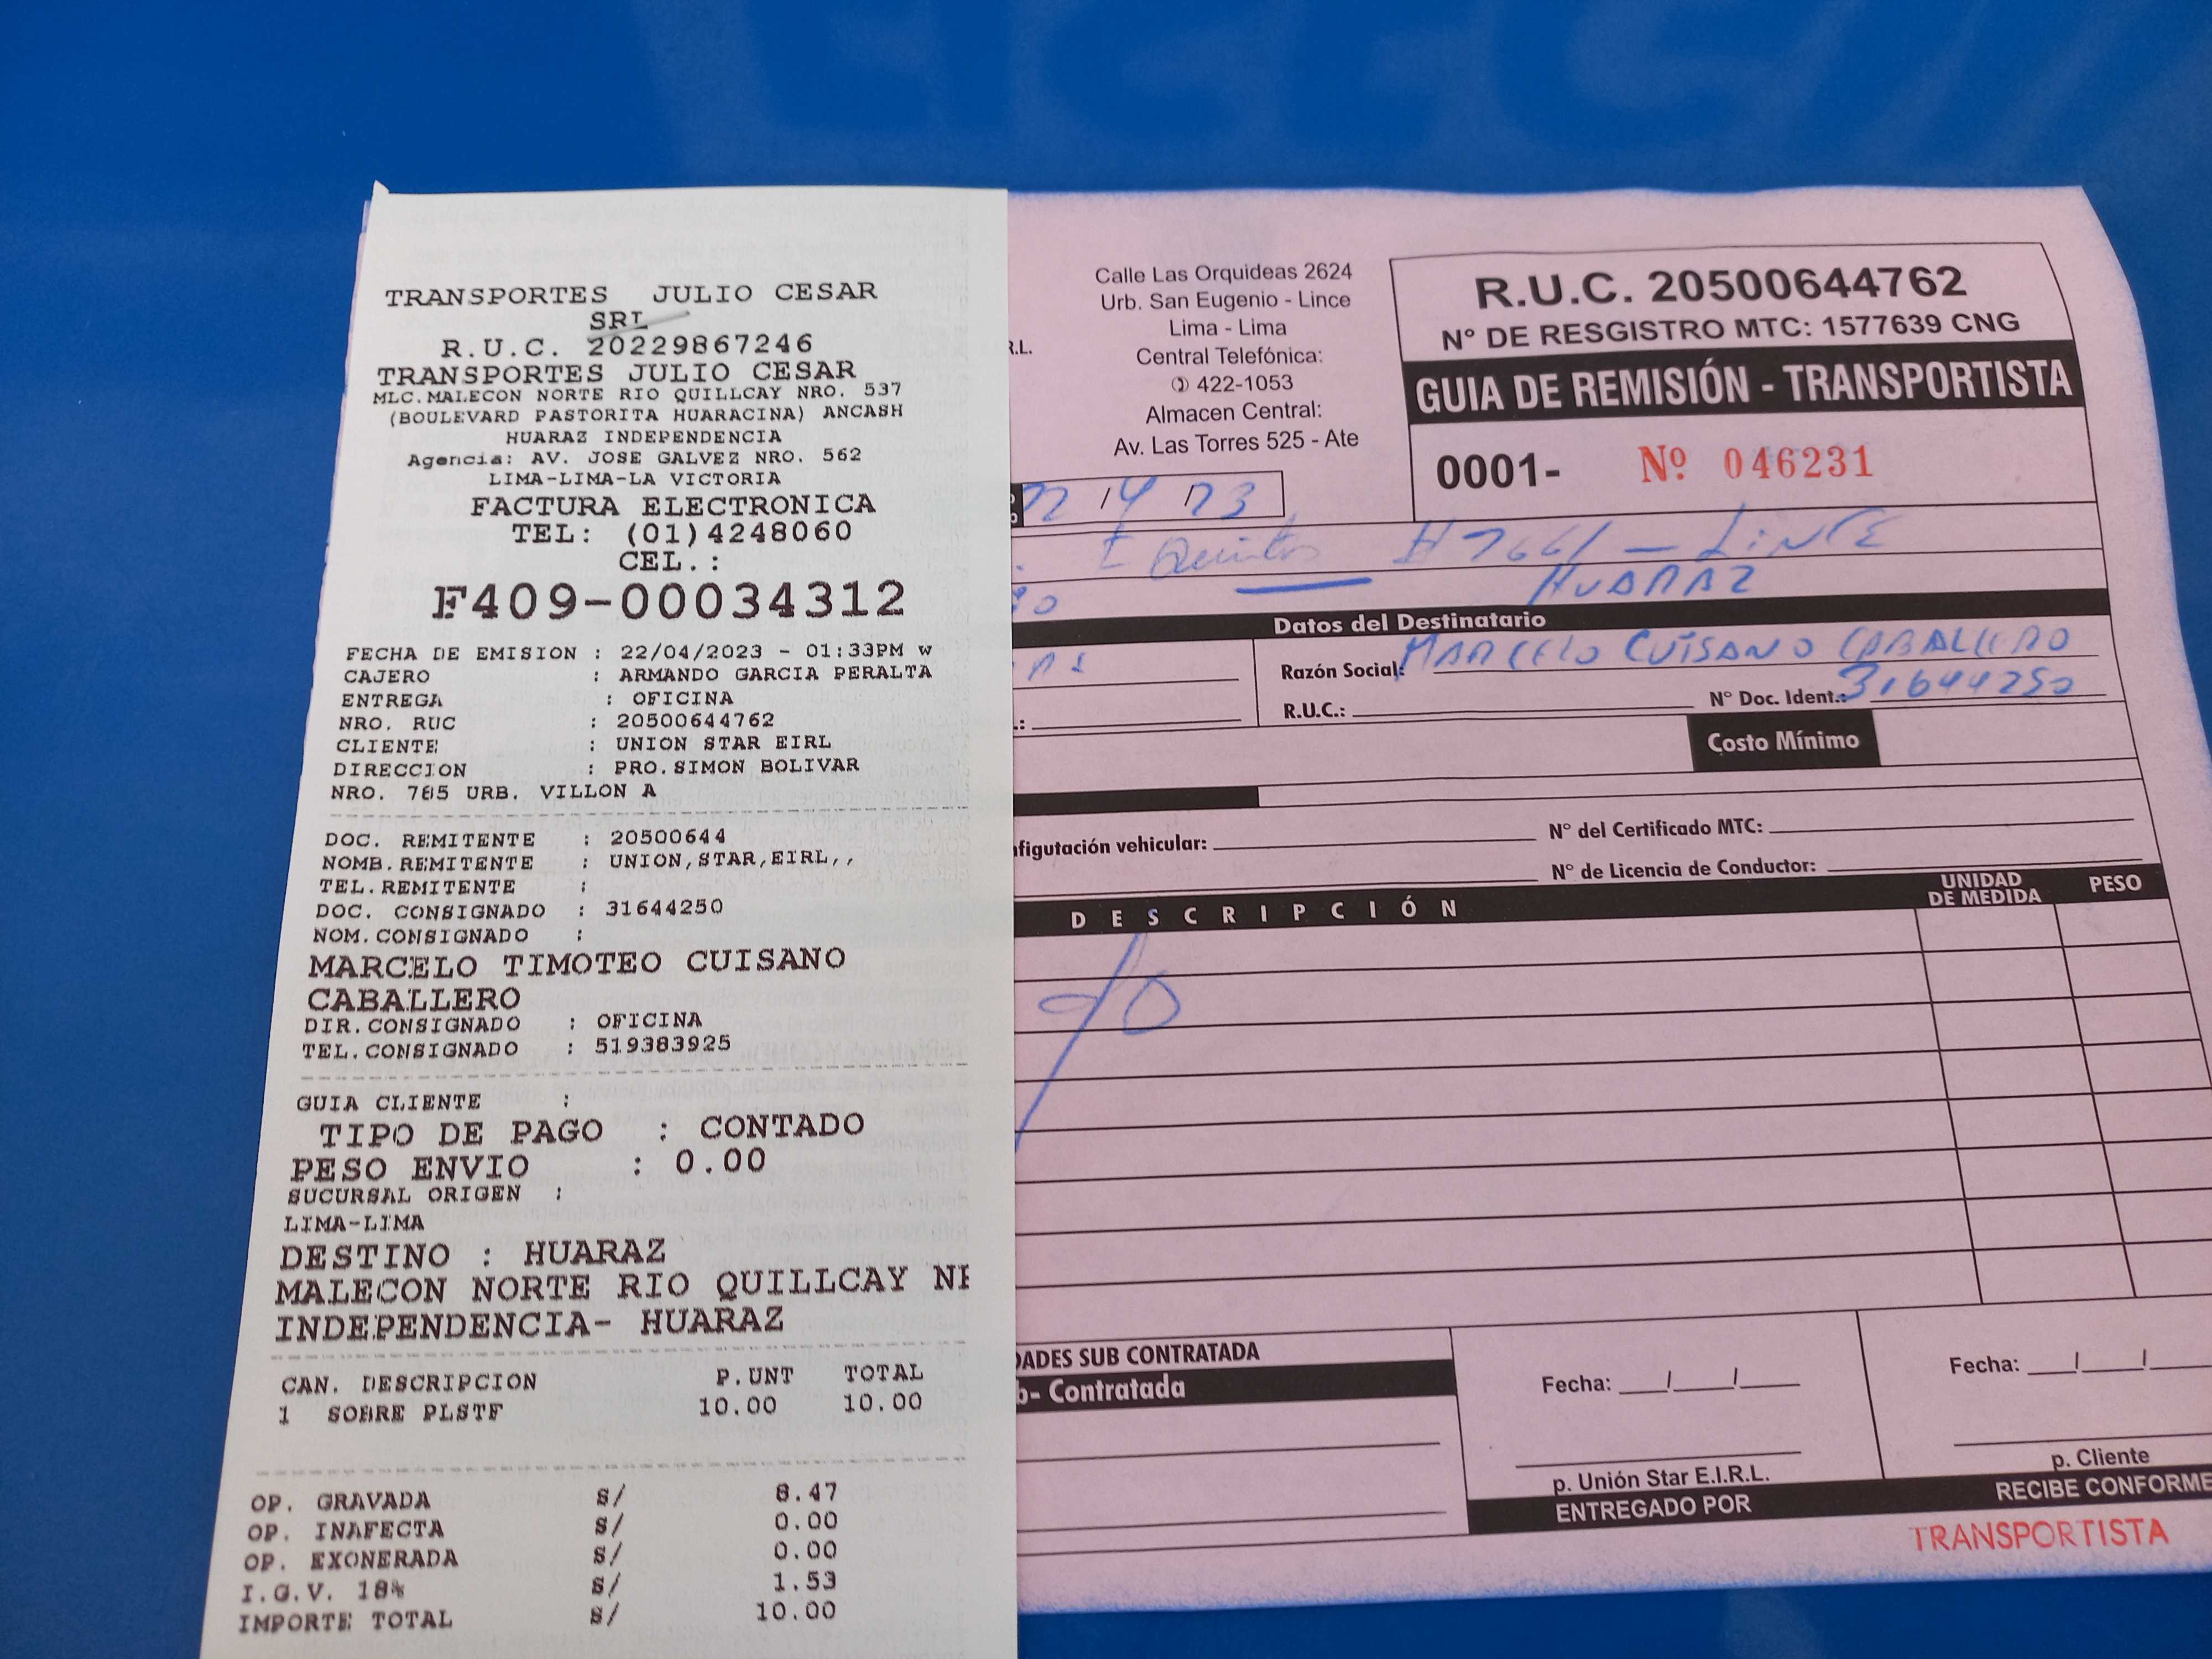 TRANSPORTES JULIO CESAR
SRL
R.U.C. 20229867246
TRANSPORTES JULIO CESAR
MLC.MALECON NORTE RIO QUILLCAY NRO. 537
(BOULEVARD PASTORITA HUARACINA) ANCASH
HUARAZ INDEPENDENCIA
Agencia: AV. JOSE GALVEZ NRO. 562
LIMA-LIMA-LA VICTORIA
FACTURA ELECTRONICA
TEL: (01)4248060
CEL.:
F409-00034312
FECHA DE EMISION : 22/04/2023 - 01:33PM w
CAJERO : ARMANDO GARCIA PERALTA
ENTREGA : OFICINA
NRO. RUC : 20500644762
CLIENTE : UNION STAR EIRL
DIRECCION : PRO.SIMON BOLIVAR
NRO. 785 URB. VILLON A
DOC. REMITENTE : 20500644
NOMB.REMITENTE : UNION,STAR,EIRL,,
TEL.REMITENTE :
DOC. CONSIGNADO : 31644250
NOM.CONSIGNADO :
MARCELO TIMOTEO CUISANO
CABALLERO
DIR.CONSIGNADO : OFICINA
TEL.CONSIGNADO : 519383925
GUIA CLIENTE :
TIPO DE PAGO : CONTADO
PESO ENVIO : 0.00
SUCURSAL ORIGEN :
LIMA-LIMA
DESTINO : HUARAZ
MALECON NORTE RIO QUILLCAY
INDEPENDENCIA- HUARAZ
CAN. DESCRIPCION P.UNT TOTAL
1 SOBRE PLSTF 10.00 10.00
OP. GRAVADA S/ 8.47
OP. INAFECTA S/ 0.00
OP. EXONERADA S/ 0.00
I.G.V. 18% S/ 1.53
IMPORTE TOTAL S/ 10.00
R.L.
Calle Las Orquideas 2624
Urb. San Eugenio - Lince
Lima - Lima
Central Telefónica:
422-1053
Almacen Central:
Av. Las Torres 525 - Ate
R.U.C. 20500644762
N° DE RESGISTRO MTC: 1577639 CNG
GUIA DE REMISIÓN - TRANSPORTISTA
0001- Nº 046231
LINCE
HUARAZ
Datos del Destinatario
Razón Social: MARCELO CUISANO CABALLERO
N° Doc. Ident.: 31644250
R.U.C.:
Costo Mínimo
figutación vehicular:
N° del Certificado MTC:
N° de Licencia de Conductor:
DESCRIPCIÓN
UNIDAD DE MEDIDA
PESO
DADES SUB CONTRATADA
b- Contratada
Fecha: / /
p. Unión Star E.I.R.L.
ENTREGADO POR
Fecha: / /
p. Cliente
RECIBE CONFORME
TRANSPORTISTA